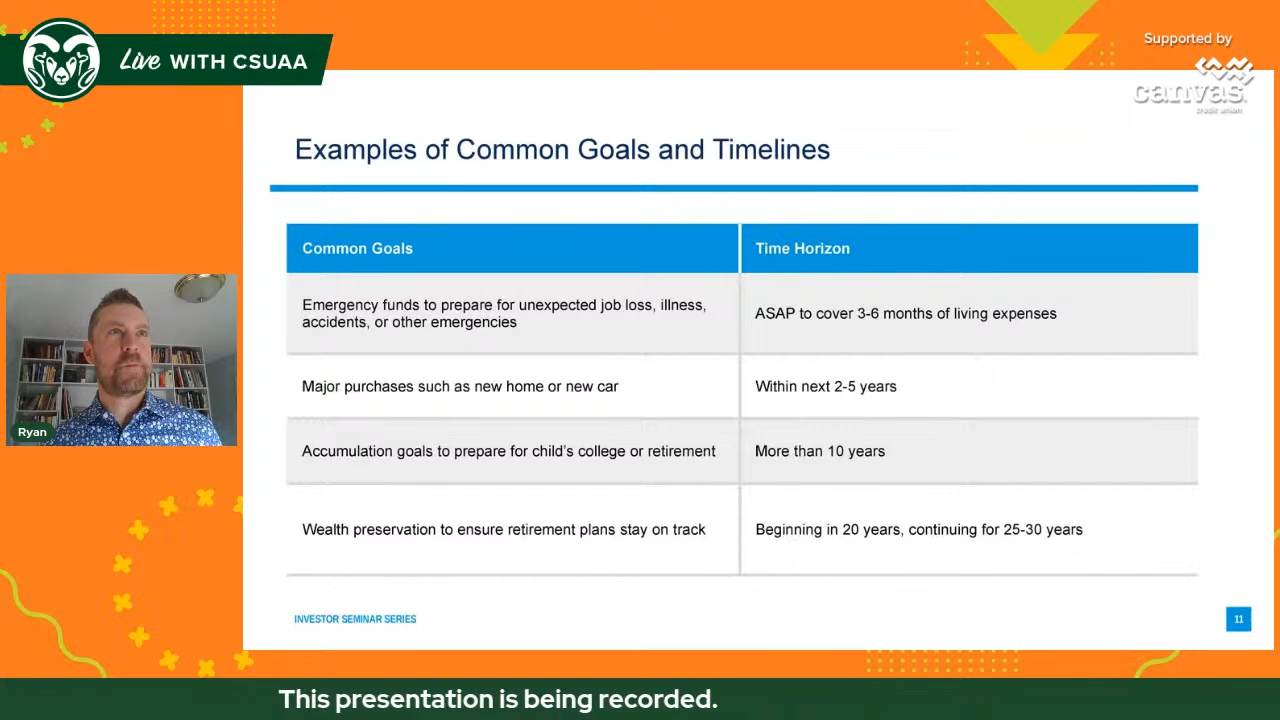 Live WITH CSUAA
Supported by
canvas
credit union
Examples of Common Goals and Timelines
Common Goals
Time Horizon
Emergency funds to prepare for unexpected job loss, illness,
accidents, or other emergencies
ASAP to cover 3-6 months of living expenses
Major purchases such as new home or new car
Within next 2-5 years
Accumulation goals to prepare for child's college or retirement
More than 10 years
Wealth preservation to ensure retirement plans stay on track
Beginning in 20 years, continuing for 25-30 years
Ryan
INVESTOR SEMINAR SERIES
11
This presentation is being recorded.